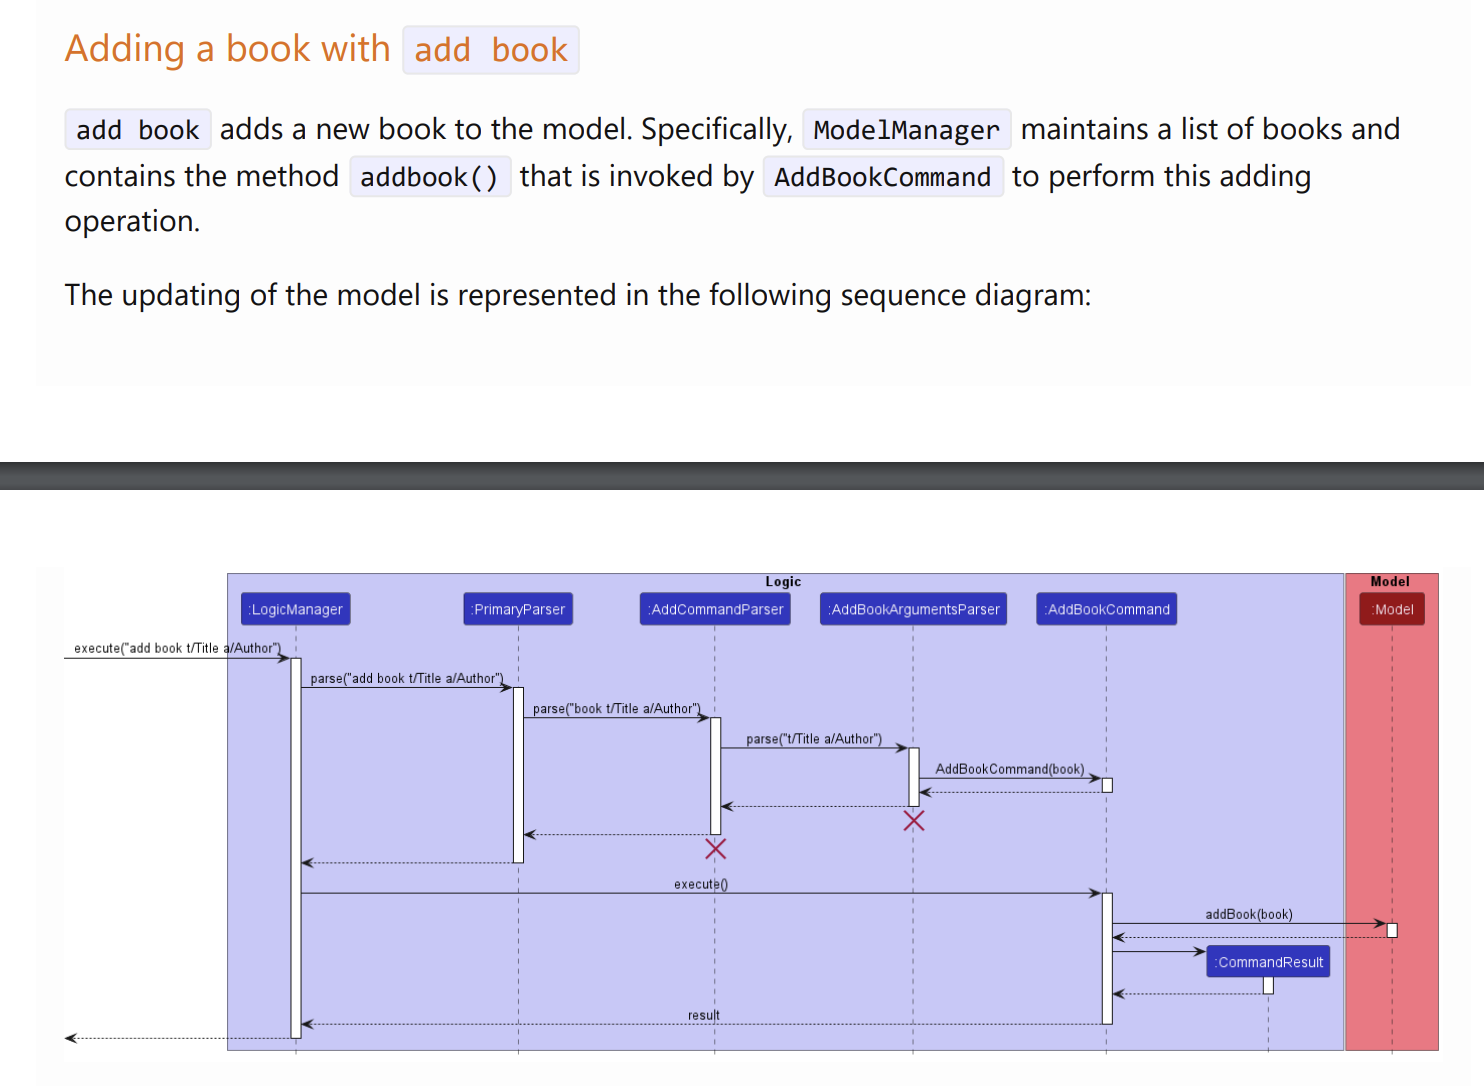 Adding a book with add book
add book adds a new book to the model. Specifically, ModelManager maintains a list of books and
contains the method addbook() that is invoked by AddBookCommand to perform this adding
operation.
The updating of the model is represented in the following sequence diagram:
Logic
Model
:LogicManager
:PrimaryParser
:AddCommandParser
:AddBookArgumentsParser
:AddBookCommand
:Model
execute("add book t/Title a/Author")
parse("add book t/Title a/Author")
parse("book t/Title a/Author")
parse("t/Title a/Author")
AddBookCommand(book)
execute()
addBook(book)
:CommandResult
result